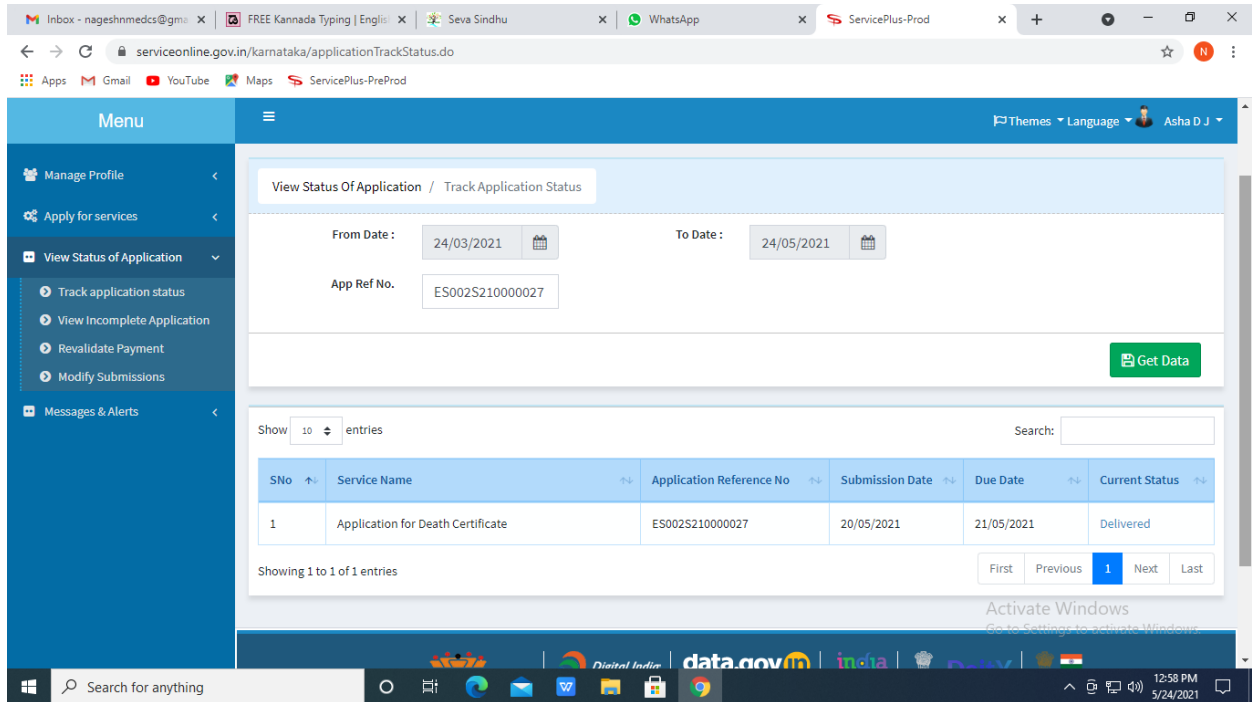 Inbox - nageshnmedcs@gma
FREE Kannada Typing | Englis
Seva Sindhu
WhatsApp
ServicePlus-Prod
serviceonline.gov.in/karnataka/applicationTrackStatus.do
N
Apps Gmail YouTube Maps ServicePlus-PreProd
Menu
Themes Language Asha D J
Manage Profile
Apply for services
View Status of Application
Track application status
View Incomplete Application
Revalidate Payment
Modify Submissions
Messages & Alerts
View Status Of Application / Track Application Status
From Date : 24/03/2021 To Date : 24/05/2021
App Ref No. ES002S210000027
Get Data
Show 10 entries Search:
SNo Service Name Application Reference No Submission Date Due Date Current Status
1 Application for Death Certificate ES002S210000027 20/05/2021 21/05/2021 Delivered
Showing 1 to 1 of 1 entries First Previous 1 Next Last
Activate Windows
Go to Settings to activate Windows.
Digital India data.gov in india
Search for anything
12:58 PM
5/24/2021